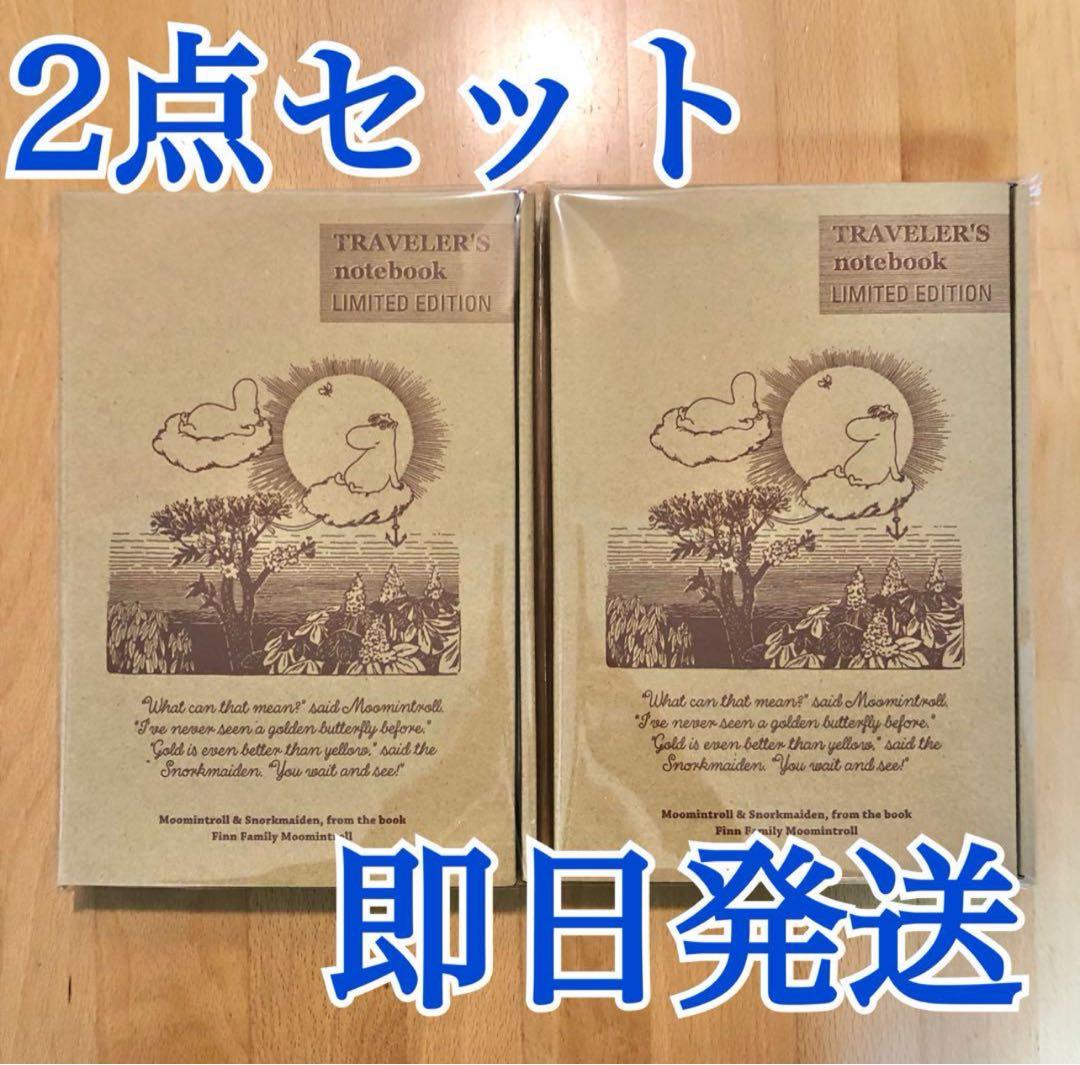 2点セット
TRAVELER'S
notebook
LIMITED EDITION
"What can that mean?" said Moomintroll.
"I've never seen a golden butterfly before."
"Gold is even better than yellow," said the
Snorkmaiden. "You wait and see!"
Moomintroll & Snorkmaiden, from the book
Finn Family Moomintroll
TRAVELER'S
notebook
LIMITED EDITION
"What can that mean?" said Moomintroll.
"I've never seen a golden butterfly before."
"Gold is even better than yellow," said the
Snorkmaiden. "You wait and see!"
Moomintroll & Snorkmaiden, from the book
Finn Family Moomintroll
即日発送